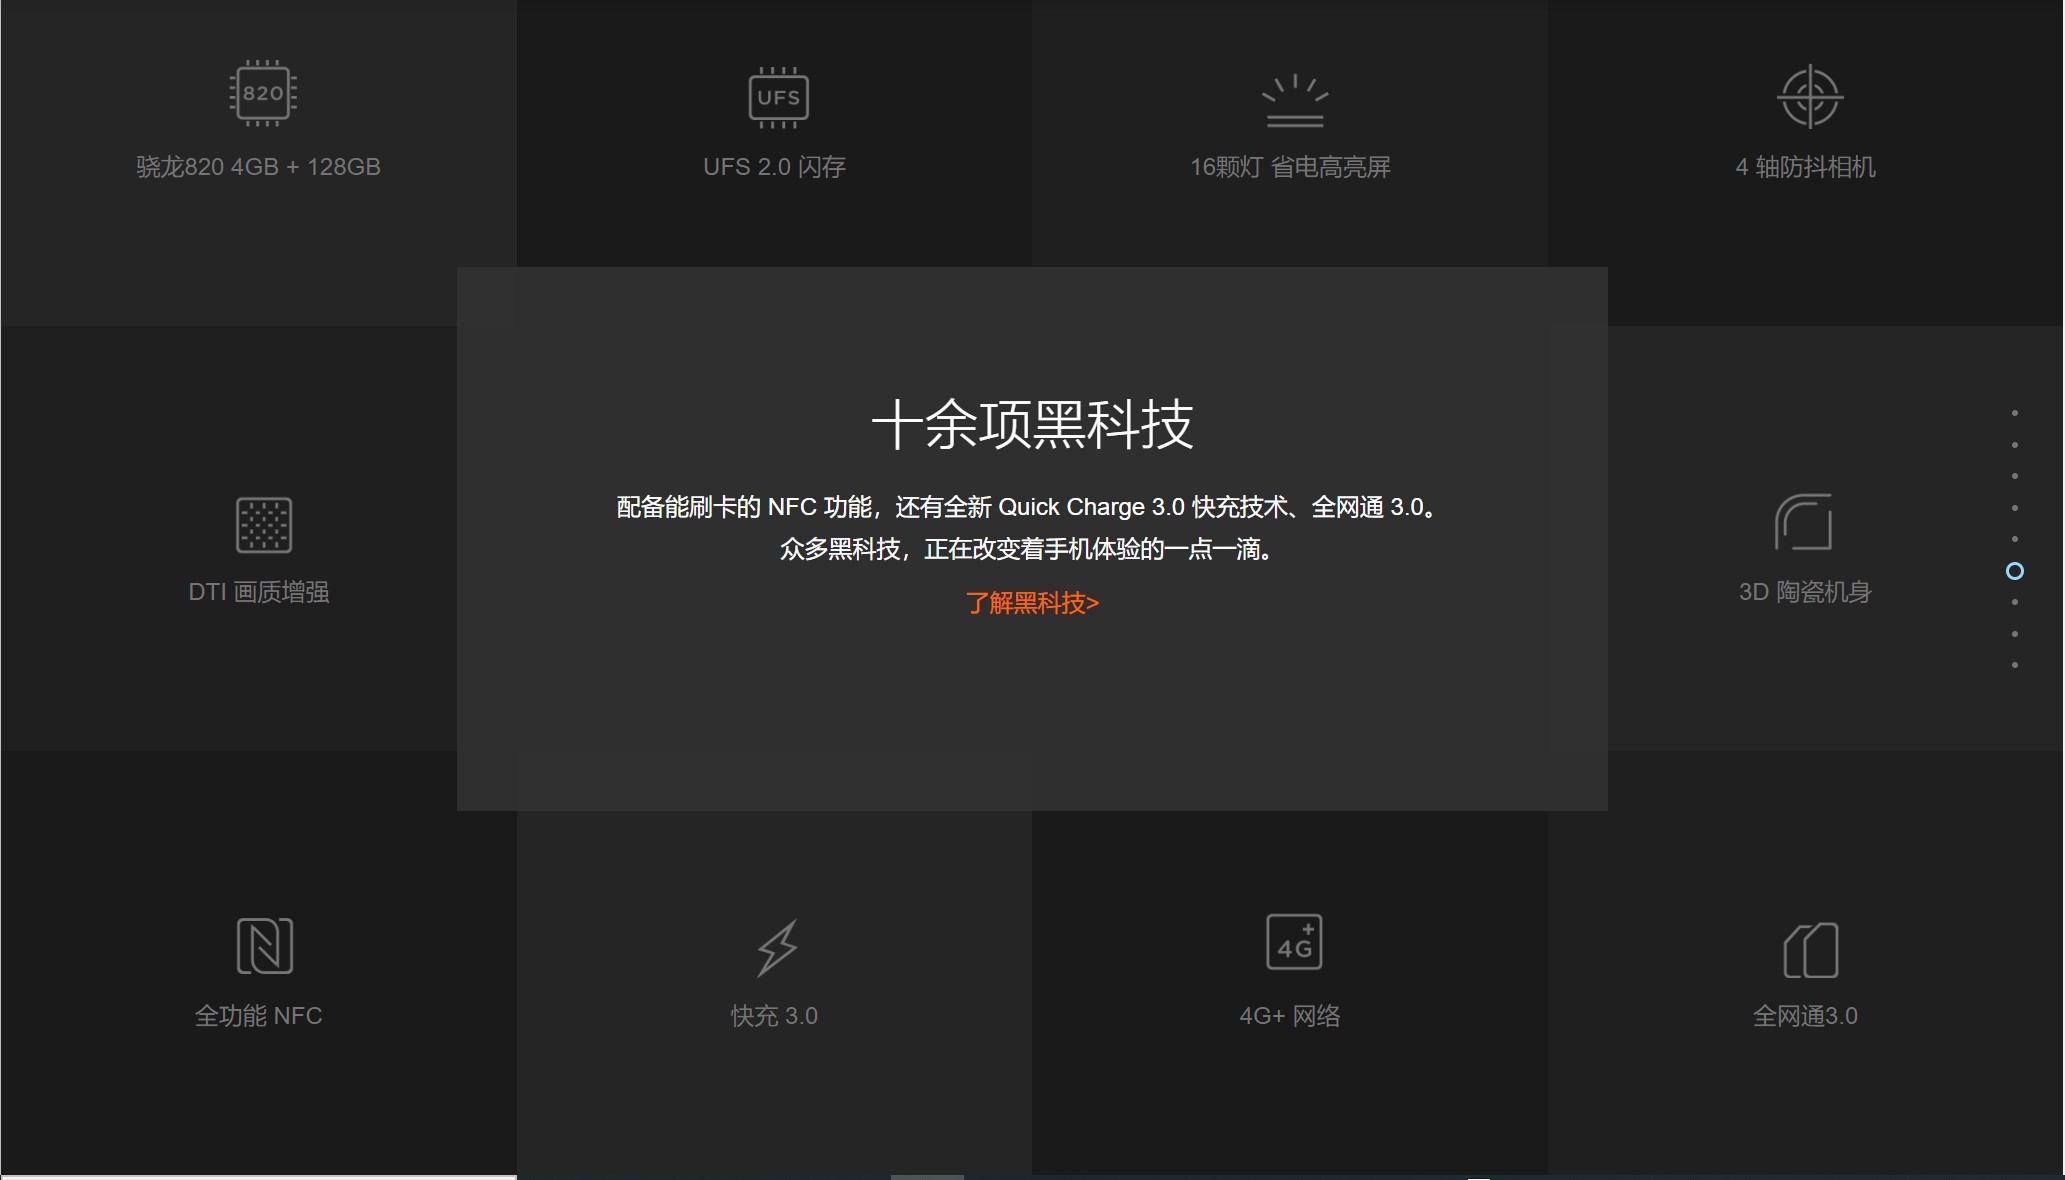 820
UFS
骁龙820 4GB + 128GB
UFS 2.0 闪存
16颗灯 省电高亮屏
4 轴防抖相机
十余项黑科技
配备能刷卡的 NFC 功能，还有全新 Quick Charge 3.0 快充技术、全网通 3.0。
众多黑科技，正在改变着手机体验的一点一滴。
了解黑科技>
DTI 画质增强
3D 陶瓷机身
4G+
全功能 NFC
快充 3.0
4G+ 网络
全网通3.0